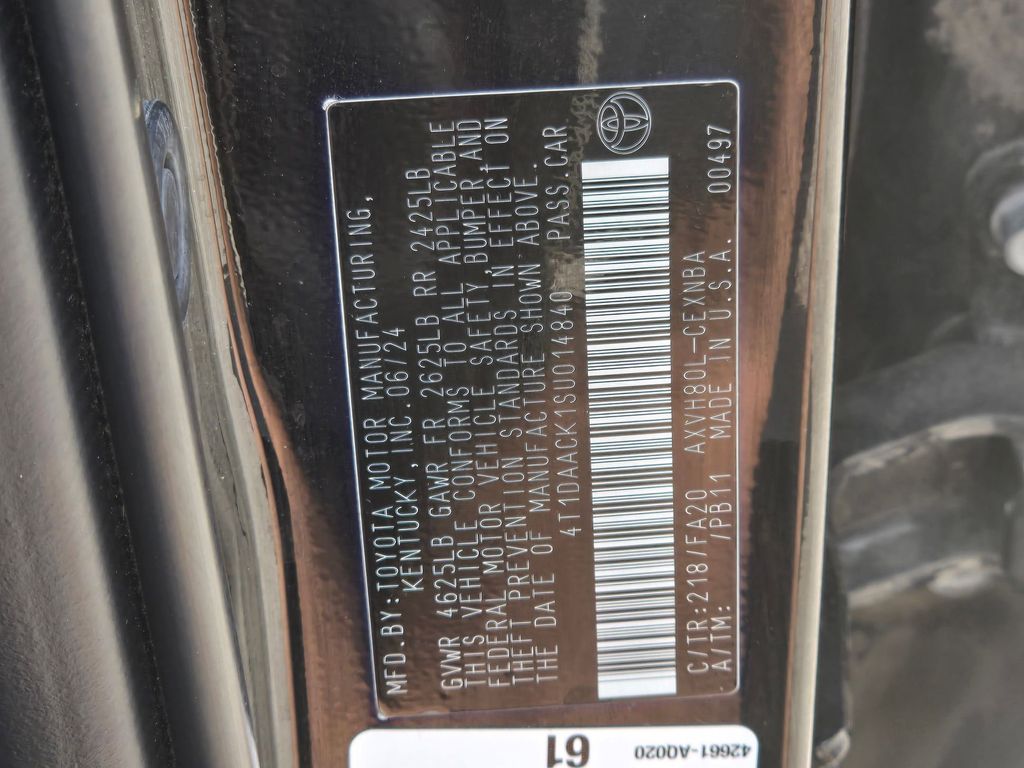 MFD.BY:TOYOTA MOTOR MANUFACTURING,
KENTUCKY, INC.06/24
GVWR 4625LB GAWR FR 2625LB RR 2425LB
THIS VEHICLE CONFORMS TO ALL APPLICABLE
FEDERAL MOTOR VEHICLE SAFETY, BUMPER, AND
THEFT PREVENTION STANDARDS IN EFFECT ON
THE DATE OF MANUFACTURE SHOWN ABOVE.
4T1DAACK1SU014840 PASS.CAR
C/TR:218/FA20 AXVH80L-CEXNBA
A/TM: /PB11 MADE IN U.S.A. 00497
61
42661-AQ020